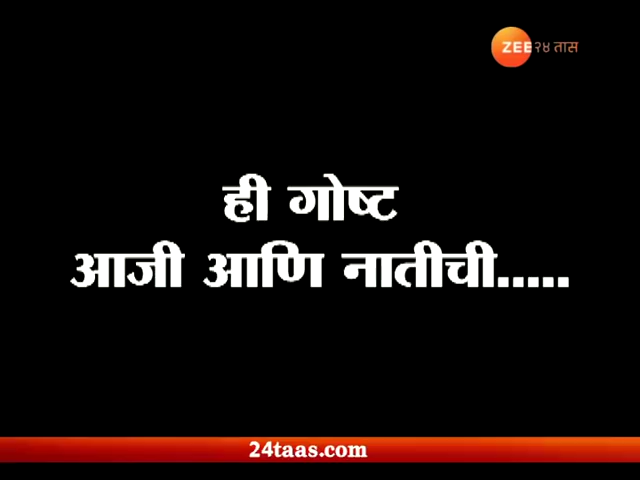 ZEE २४ तास
ही गोष्ट
आजी आणि नातीची.....
24taas.com